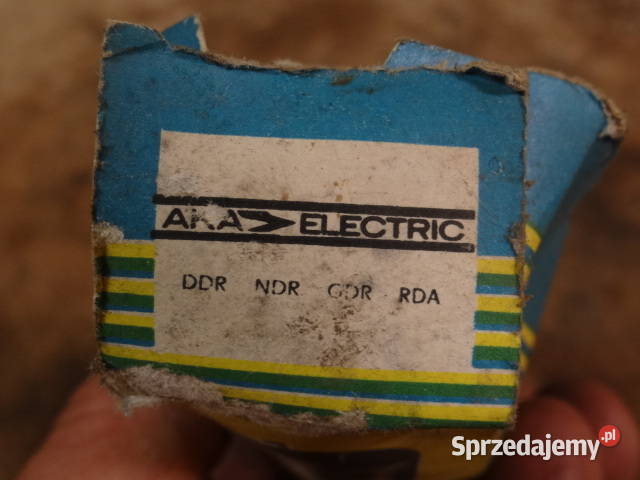 AKA ELECTRIC
DDR NDR GDR RDA
Sprzedajemy.pl